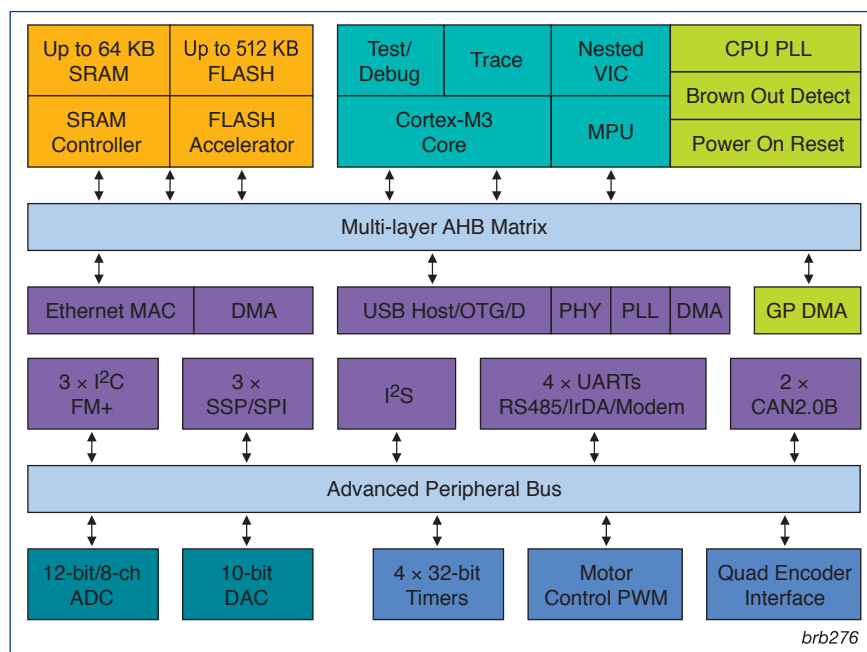 Up to 64 KB
SRAM
Up to 512 KB
FLASH
Test/
Debug
Trace
Nested
VIC
CPU PLL
Brown Out Detect
Power On Reset
SRAM
Controller
FLASH
Accelerator
Cortex-M3
Core
MPU
Multi-layer AHB Matrix
Ethernet MAC
DMA
USB Host/OTG/D
PHY
PLL
DMA
GP DMA
3 × I²C
FM+
3 ×
SSP/SPI
I²S
4 × UARTs
RS485/IrDA/Modem
2 ×
CAN2.0B
Advanced Peripheral Bus
12-bit/8-ch
ADC
10-bit
DAC
4 × 32-bit
Timers
Motor
Control PWM
Quad Encoder
Interface
brb276